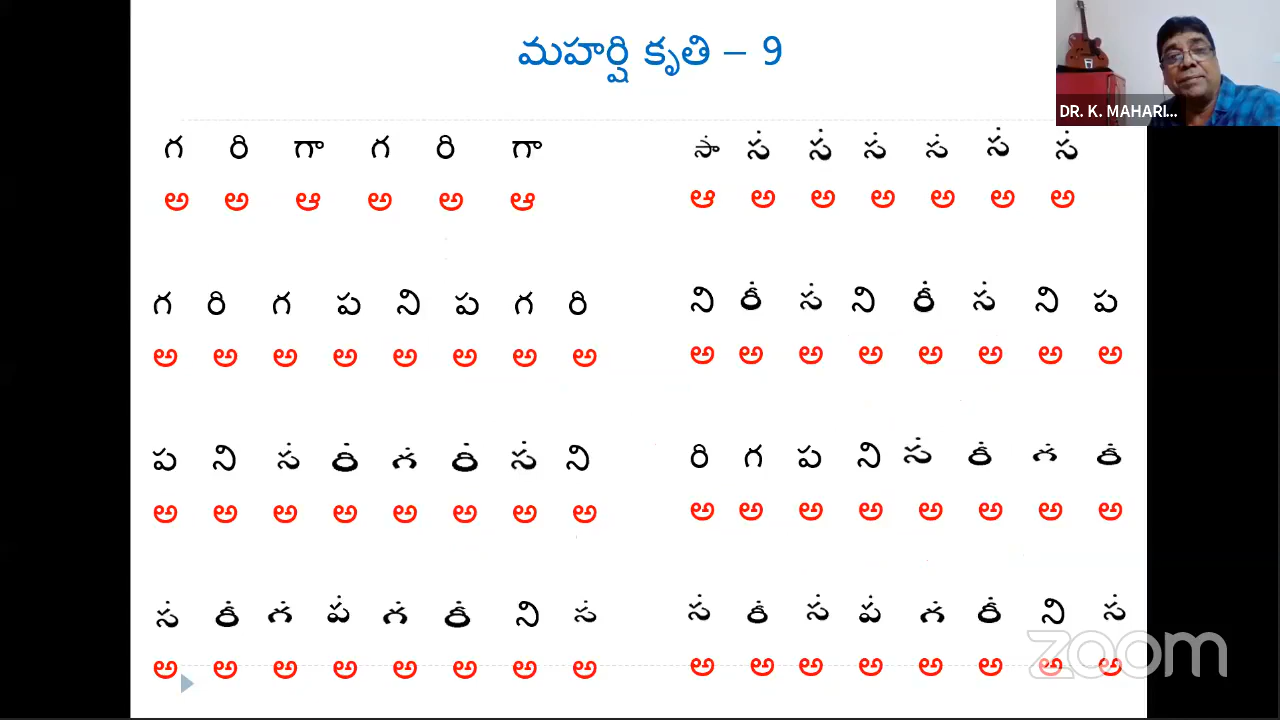 మహర్షి కృతి – 9
DR. K. MAHARI...
గ రి గా గ రి గా సా̇ స̇ స̇ స̇ స̇ స̇ స̇
అ అ ఆ అ అ ఆ ఆ అ అ అ అ అ అ
గ రి గ ప ని ప గ రి ని రి̇ స̇ ని రి̇ స̇ ని ప
అ అ అ అ అ అ అ అ అ అ అ అ అ అ అ అ
ప ని స̇ రి̇ గ̇ రి̇ స̇ ని రి గ ప ని స̇ రి̇ గ̇ రి̇
అ అ అ అ అ అ అ అ అ అ అ అ అ అ అ అ
స̇ రి̇ గ̇ ప̇ గ̇ రి̇ ని స̇ స̇ రి̇ స̇ ప̇ గ̇ రి̇ ని స̇
అ అ అ అ అ అ అ అ అ అ అ అ అ అ అ అ
zoom